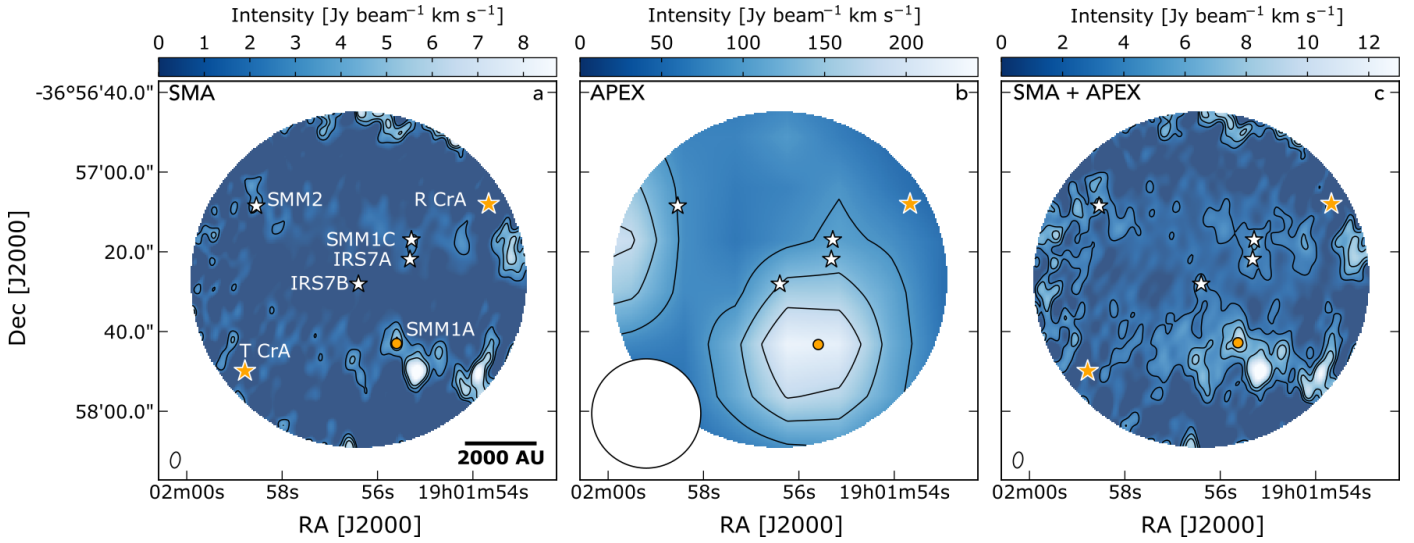 Intensity [Jy beam⁻¹ km s⁻¹]
0 1 2 3 4 5 6 7 8
Intensity [Jy beam⁻¹ km s⁻¹]
0 50 100 150 200
Intensity [Jy beam⁻¹ km s⁻¹]
0 2 4 6 8 10 12
-36°56'40.0"
57'00.0"
20.0"
40.0"
58'00.0"
Dec [J2000]
SMA
a
SMM2
R CrA
SMM1C
IRS7A
IRS7B
SMM1A
T CrA
2000 AU
02m00s 58s 56s 19h01m54s
RA [J2000]
APEX
b
02m00s 58s 56s 19h01m54s
RA [J2000]
SMA + APEX
c
02m00s 58s 56s 19h01m54s
RA [J2000]